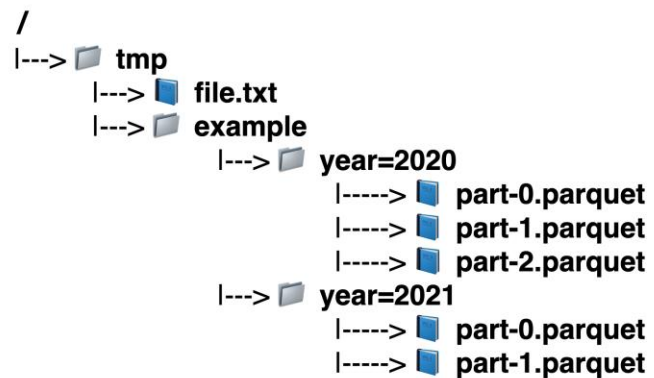 /
|---> tmp
|---> file.txt
|---> example
|---> year=2020
|-----> part-0.parquet
|-----> part-1.parquet
|-----> part-2.parquet
|---> year=2021
|-----> part-0.parquet
|-----> part-1.parquet